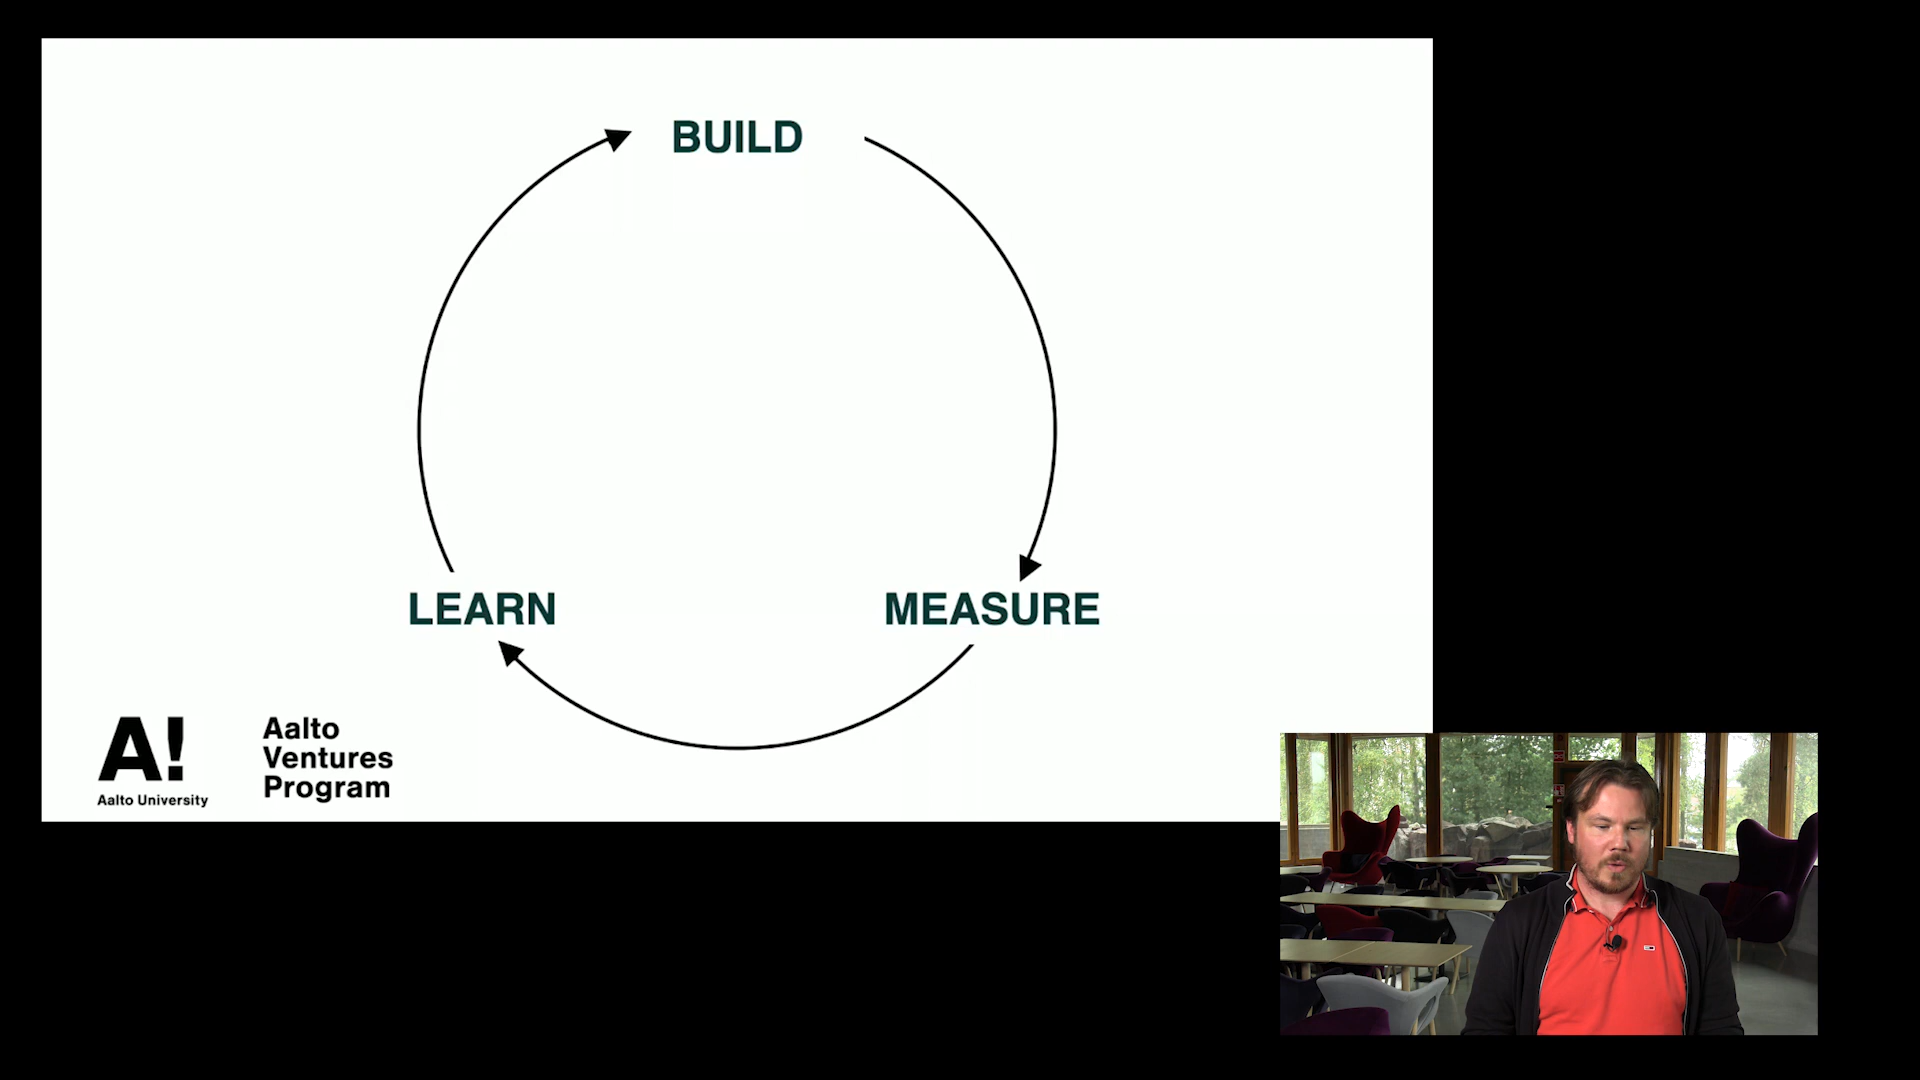 BUILD
LEARN
MEASURE
A!
Aalto University
Aalto
Ventures
Program